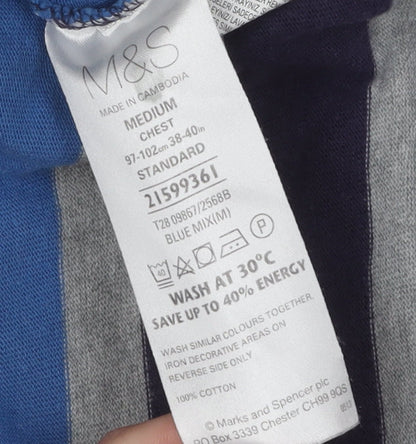 M&S
MADE IN CAMBODIA
MEDIUM
CHEST
97-102cm 38-40in
STANDARD
21599361
T28 09867/2568B
BLUE MIX(M)
40
P
WASH AT 30°C
SAVE UP TO 40% ENERGY
WASH SIMILAR COLOURS TOGETHER.
IRON DECORATIVE AREAS ON
REVERSE SIDE ONLY
100% COTTON
© Marks and Spencer plc
PO Box 3339 Chester CH99 9QS